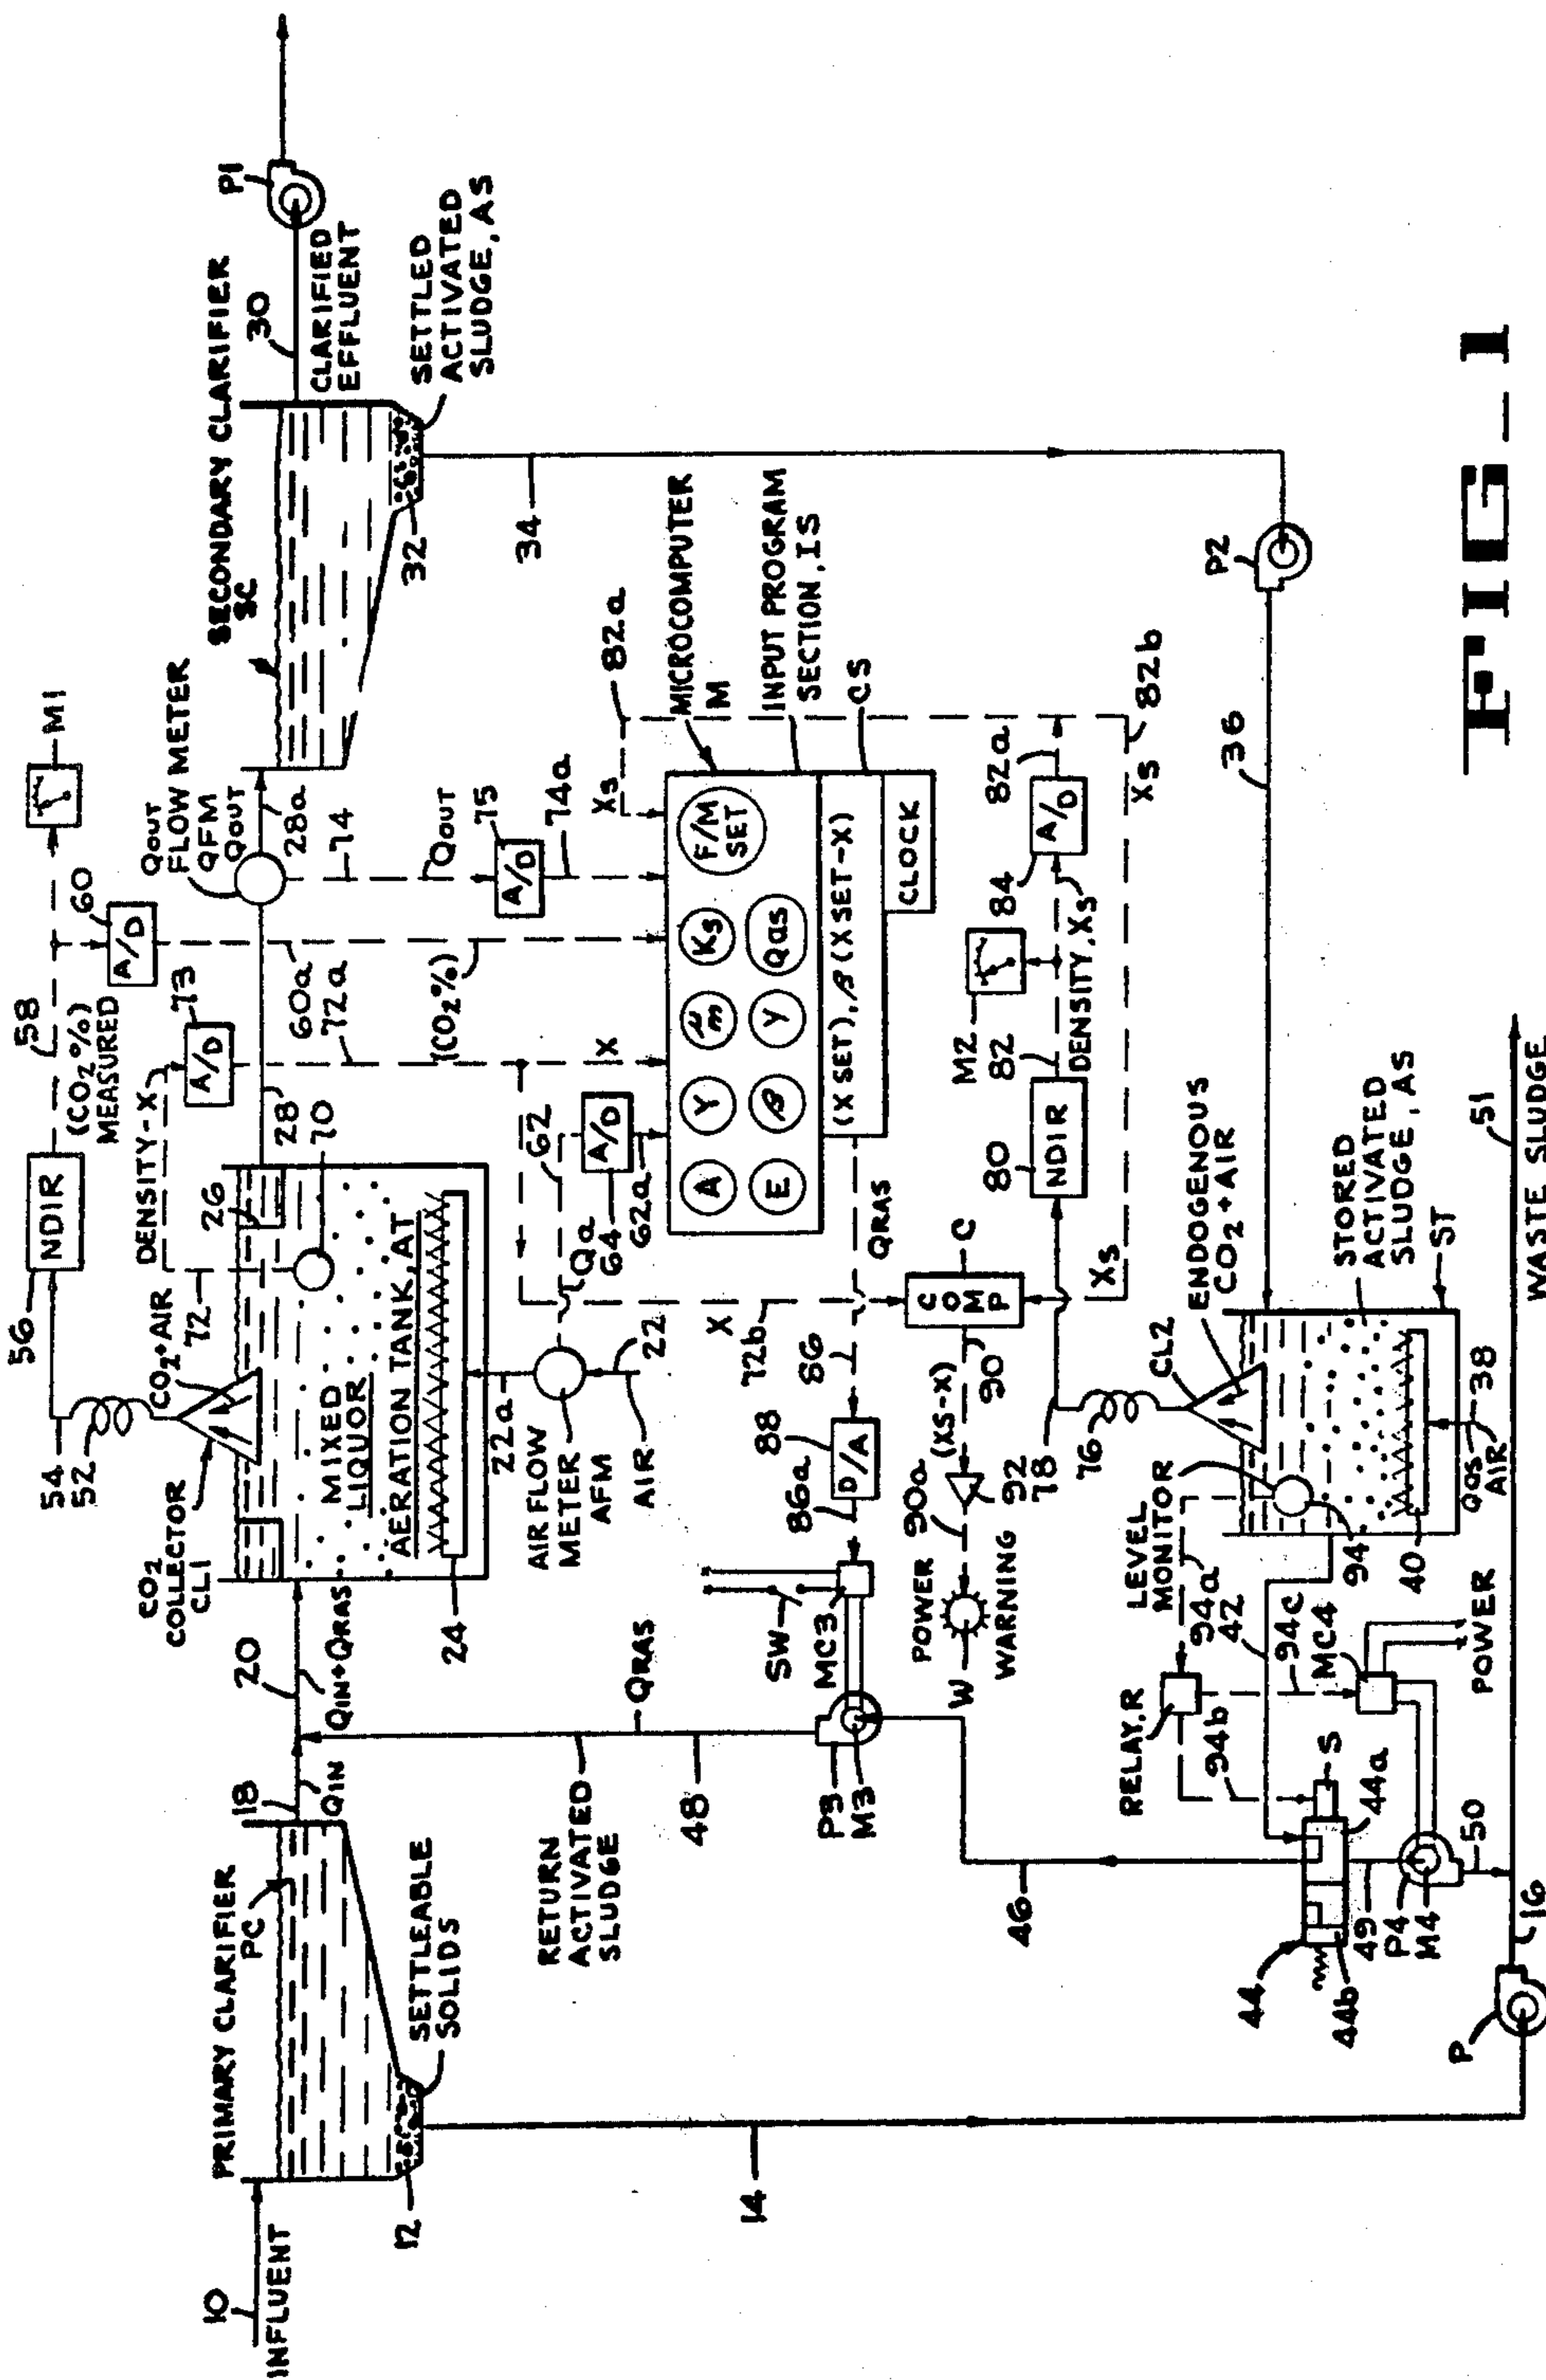 10
INFLUENT
PRIMARY CLARIFIER
PC
12
SETTLEABLE
SOLIDS
14
18
QIN
20
QIN+QRAS
RETURN
ACTIVATED
SLUDGE
QRAS
48
CO2
COLLECTOR
CL1
54
52
56
NDIR
58
(CO2%)
MEASURED
M1
CO2+AIR
72
DENSITY-X
73
A/D
60
A/D
26
MIXED
LIQUOR
AERATION TANK, AT
24
28
70
60a
72a
(CO2%)
X
22a
AIR FLOW
METER
AFM
AIR
22
Qa
62
64
A/D
62a
QOUT
FLOW METER
QFM
QOUT
28a
74
QOUT
75
A/D
74a
SECONDARY CLARIFIER
SC
30
CLARIFIED
EFFLUENT
P1
32
SETTLED
ACTIVATED
SLUDGE, AS
34
MICROCOMPUTER
M
INPUT PROGRAM
SECTION, IS
CS
A
Y
μm
Ks
F/M
SET
E
β
Y
Qas
(X SET), β (X SET-X)
CLOCK
Xs
82a
QRAS
86
88
D/A
86a
SW
MC3
P3
M3
X
72b
COMP
C
Xs
90
(XS-X)
92
90a
POWER
WARNING
W
80
NDIR
M2
82
DENSITY, Xs
84
A/D
82a
82b
Xs
P2
36
78
76
CL2
ENDOGENOUS
CO2+AIR
STORED
ACTIVATED
SLUDGE, AS
ST
LEVEL
MONITOR
94
94a
42
40
Qas
AIR
38
RELAY, R
94b
94c
MC4
POWER
S
44
44a
44b
46
49
P4
M4
50
P
16
51
WASTE SLUDGE
FIG_1